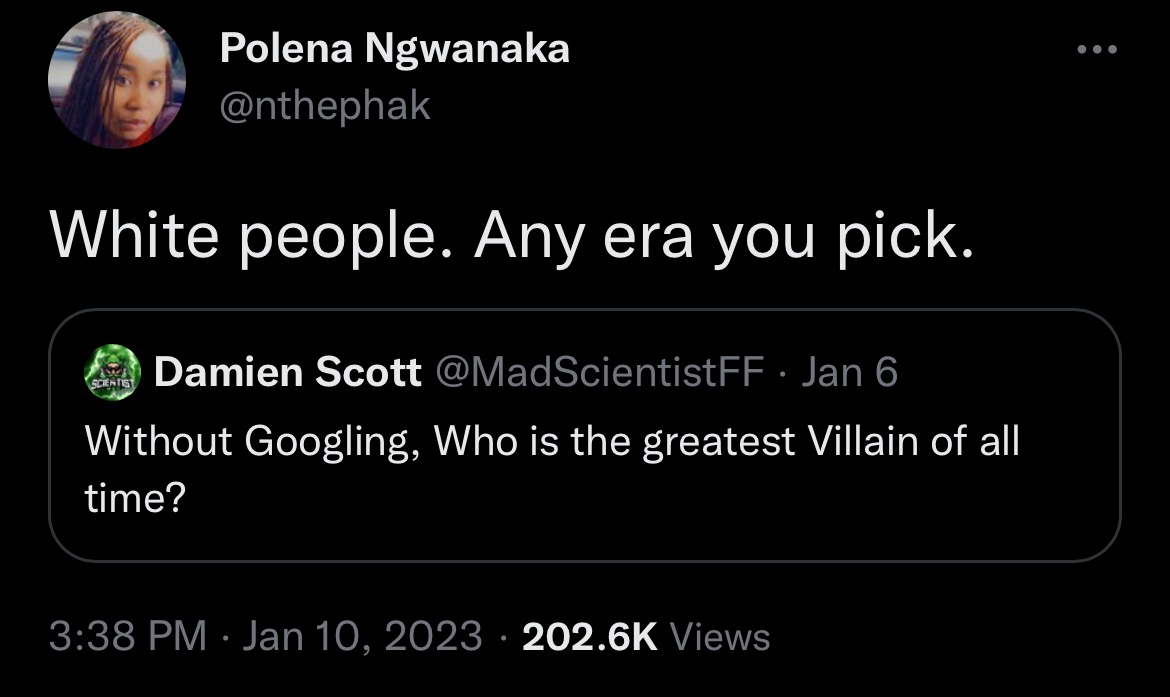 Polena Ngwanaka
@nthephak
White people. Any era you pick.
SCIENTIST
Damien Scott @MadScientistFF · Jan 6
Without Googling, Who is the greatest Villain of all
time?
3:38 PM · Jan 10, 2023 · 202.6K Views